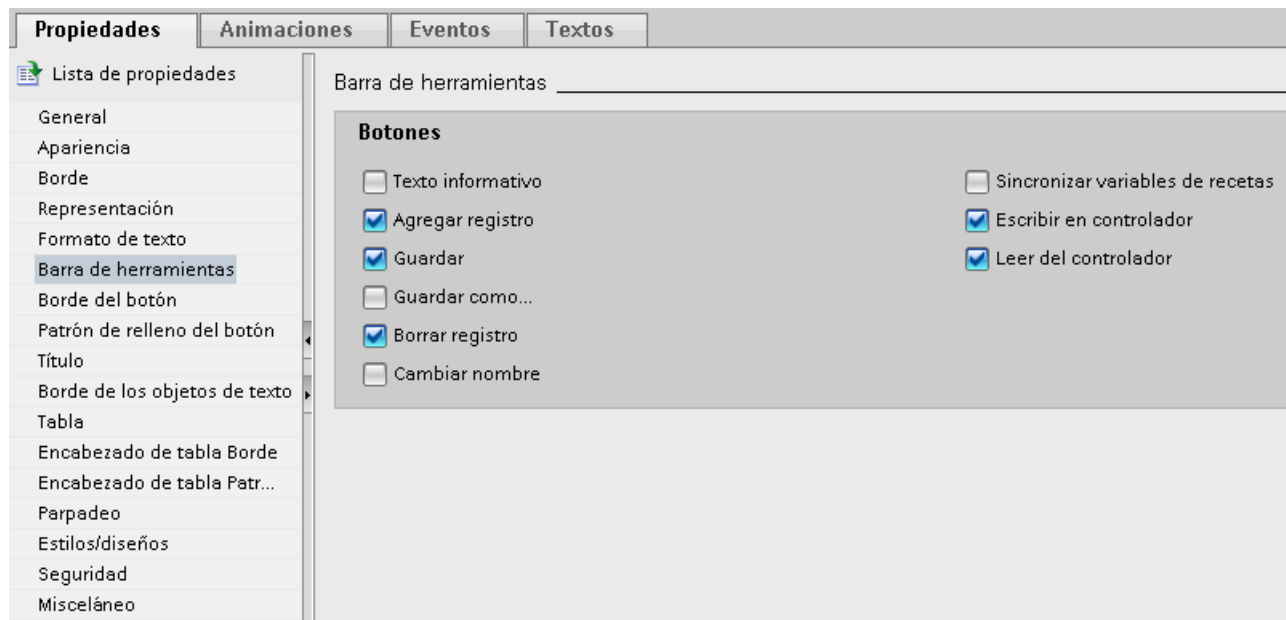 Propiedades Animaciones Eventos Textos
Lista de propiedades
General
Apariencia
Borde
Representación
Formato de texto
Barra de herramientas
Borde del botón
Patrón de relleno del botón
Título
Borde de los objetos de texto
Tabla
Encabezado de tabla Borde
Encabezado de tabla Patr...
Parpadeo
Estilos/diseños
Seguridad
Misceláneo
Barra de herramientas
Botones
Texto informativo
Agregar registro
Guardar
Guardar como...
Borrar registro
Cambiar nombre
Sincronizar variables de recetas
Escribir en controlador
Leer del controlador